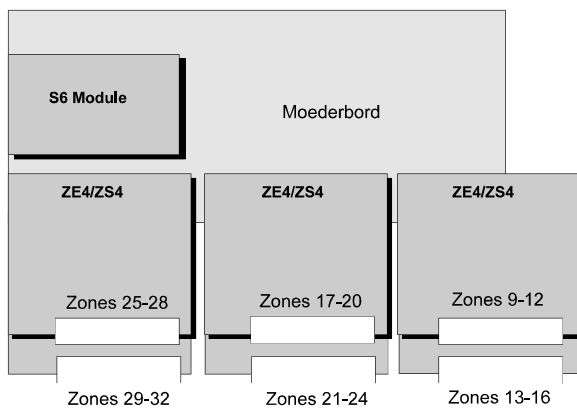 S6 Module
Moederbord
ZE4/ZS4 ZE4/ZS4 ZE4/ZS4
Zones 25-28 Zones 17-20 Zones 9-12
Zones 29-32 Zones 21-24 Zones 13-16